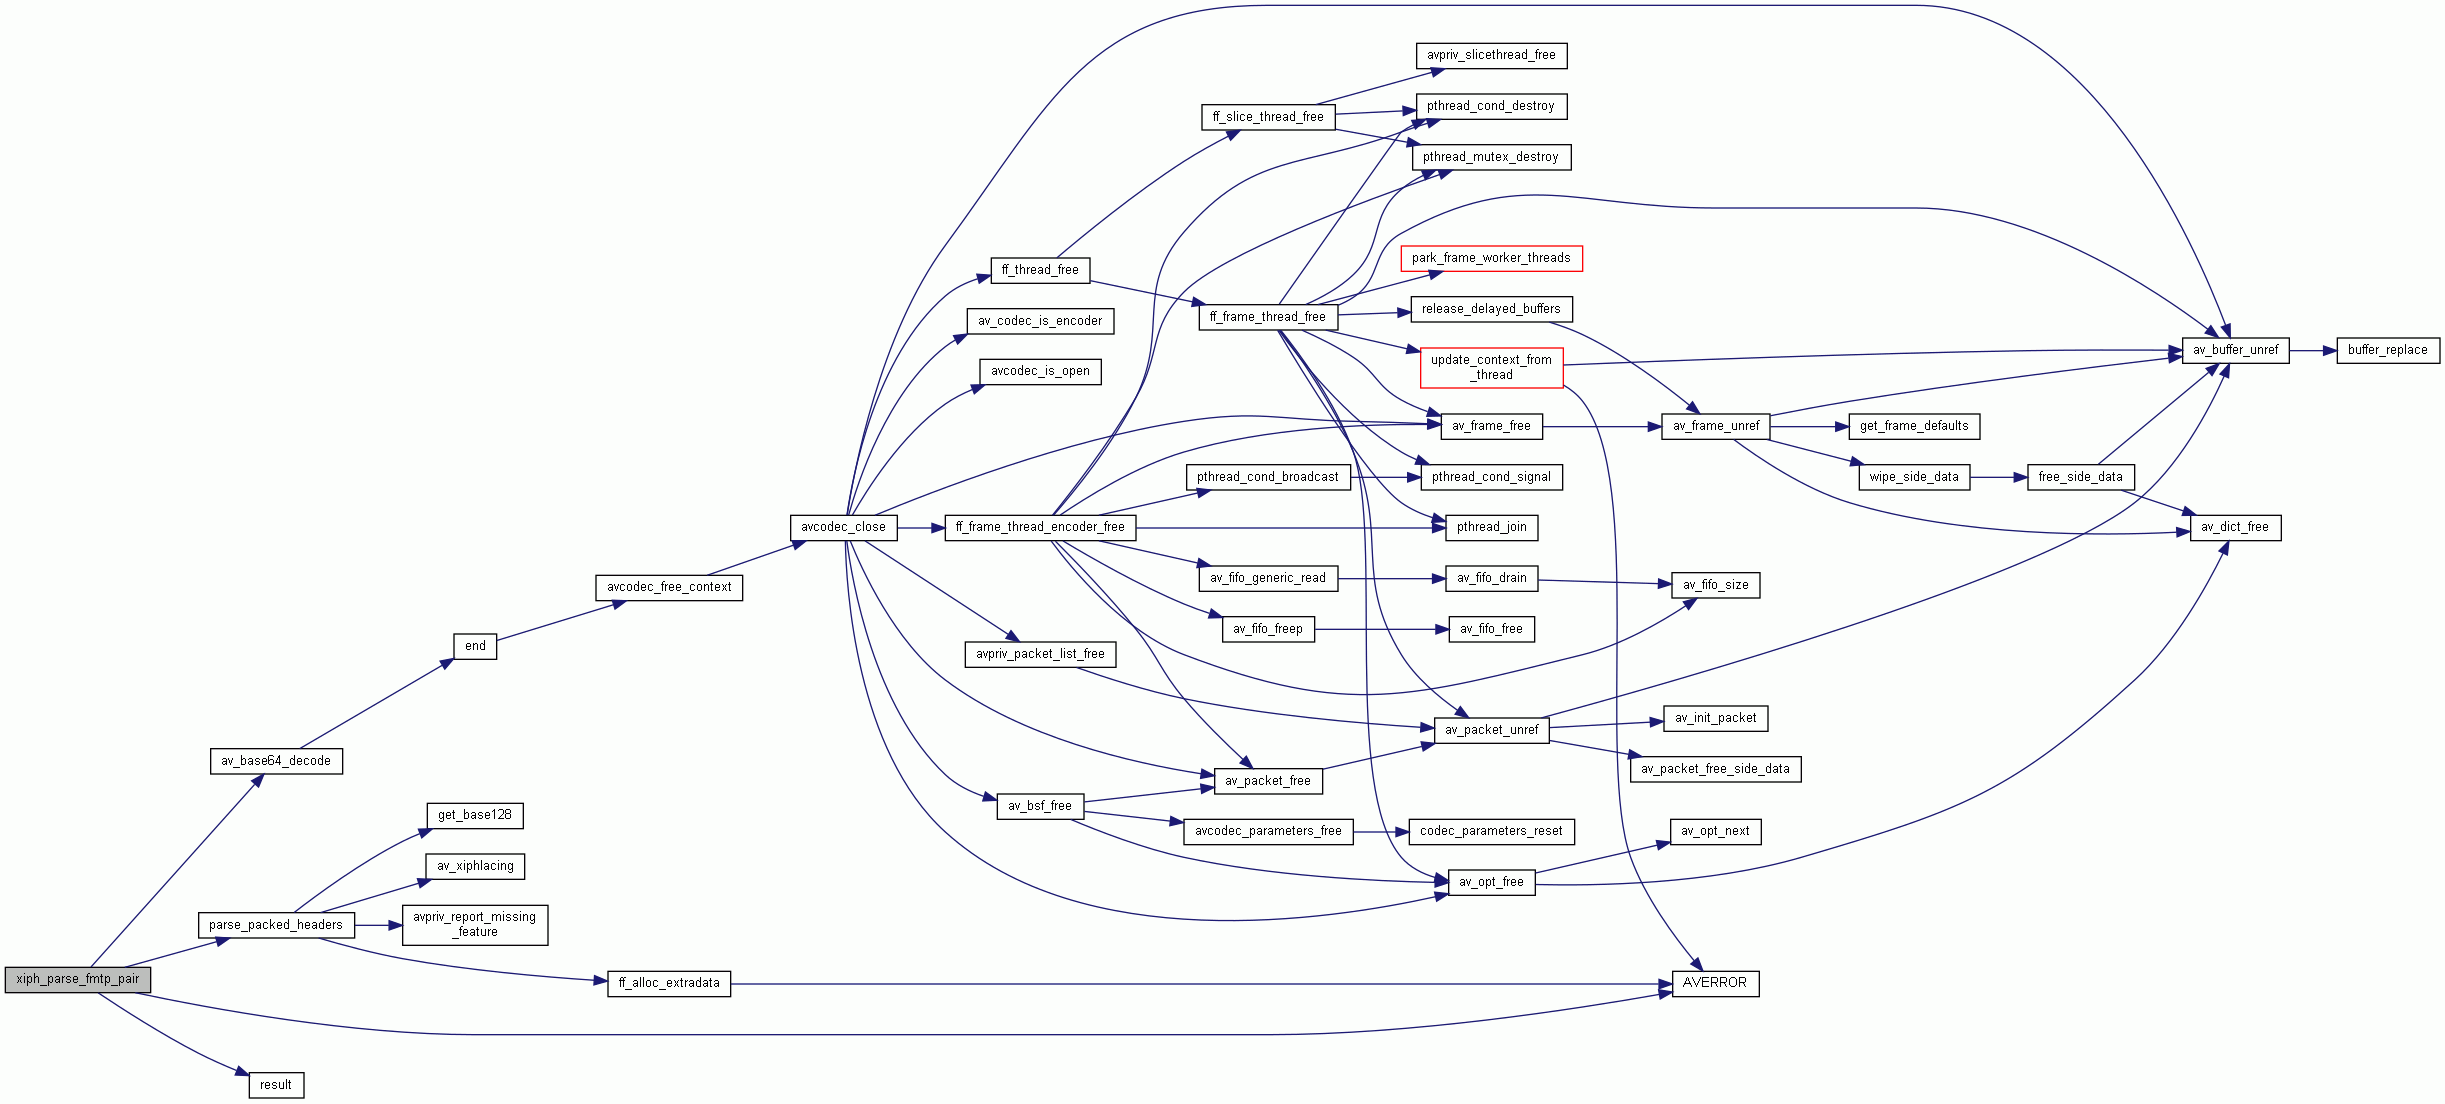 xiph_parse_fmtp_pair
av_base64_decode
parse_packed_headers
result
end
get_base128
av_xiphlacing
avpriv_report_missing
_feature
ff_alloc_extradata
avcodec_free_context
avcodec_close
ff_thread_free
av_codec_is_encoder
avcodec_is_open
ff_frame_thread_encoder_free
avpriv_packet_list_free
av_bsf_free
ff_slice_thread_free
ff_frame_thread_free
pthread_cond_broadcast
av_fifo_generic_read
av_fifo_freep
av_packet_free
avcodec_parameters_free
avpriv_slicethread_free
pthread_cond_destroy
pthread_mutex_destroy
park_frame_worker_threads
release_delayed_buffers
update_context_from
_thread
av_frame_free
pthread_cond_signal
pthread_join
av_fifo_drain
av_fifo_free
av_packet_unref
codec_parameters_reset
av_opt_free
av_frame_unref
av_fifo_size
av_init_packet
av_packet_free_side_data
av_opt_next
AVERROR
get_frame_defaults
wipe_side_data
free_side_data
av_buffer_unref
av_dict_free
buffer_replace